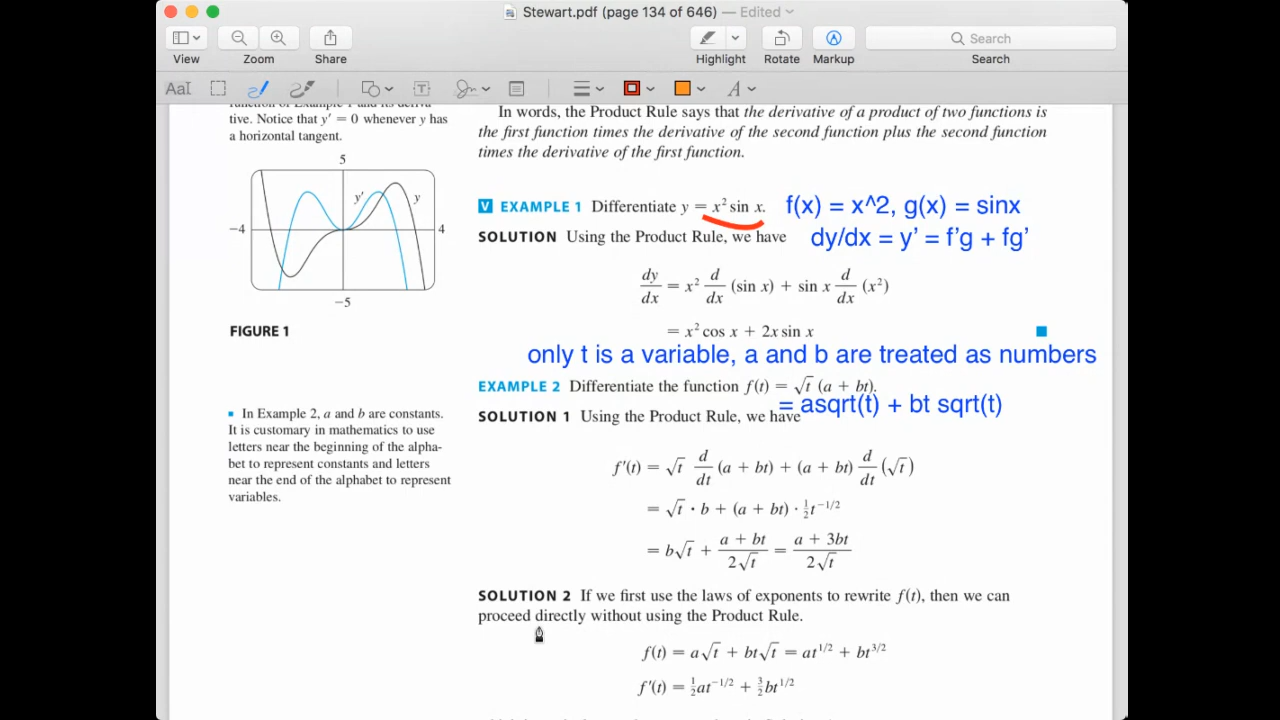 Stewart.pdf (page 134 of 646) — Edited
View
Zoom
Share
Highlight
Rotate
Markup
Search
Search
AaI
T
A
function of Example 1 and its deriva-
tive. Notice that y′ = 0 whenever y has
a horizontal tangent.
5
y′
y
−4
4
−5
FIGURE 1
In words, the Product Rule says that the derivative of a product of two functions is
the first function times the derivative of the second function plus the second function
times the derivative of the first function.
V EXAMPLE 1 Differentiate y = x² sin x. f(x) = x^2, g(x) = sinx
SOLUTION Using the Product Rule, we have dy/dx = y’ = f’g + fg’
dy/dx = x² d/dx (sin x) + sin x d/dx (x²)
= x² cos x + 2x sin x
only t is a variable, a and b are treated as numbers
EXAMPLE 2 Differentiate the function f(t) = √t (a + bt).
= asqrt(t) + bt sqrt(t)
In Example 2, a and b are constants.
It is customary in mathematics to use
letters near the beginning of the alpha-
bet to represent constants and letters
near the end of the alphabet to represent
variables.
SOLUTION 1 Using the Product Rule, we have
f′(t) = √t d/dt (a + bt) + (a + bt) d/dt (√t)
= √t · b + (a + bt) · ½t⁻¹/²
= b√t + (a + bt)/(2√t) = (a + 3bt)/(2√t)
SOLUTION 2 If we first use the laws of exponents to rewrite f(t), then we can
proceed directly without using the Product Rule.
f(t) = a√t + bt√t = at¹/² + bt³/²
f′(t) = ½at⁻¹/² + 3/2 bt¹/²